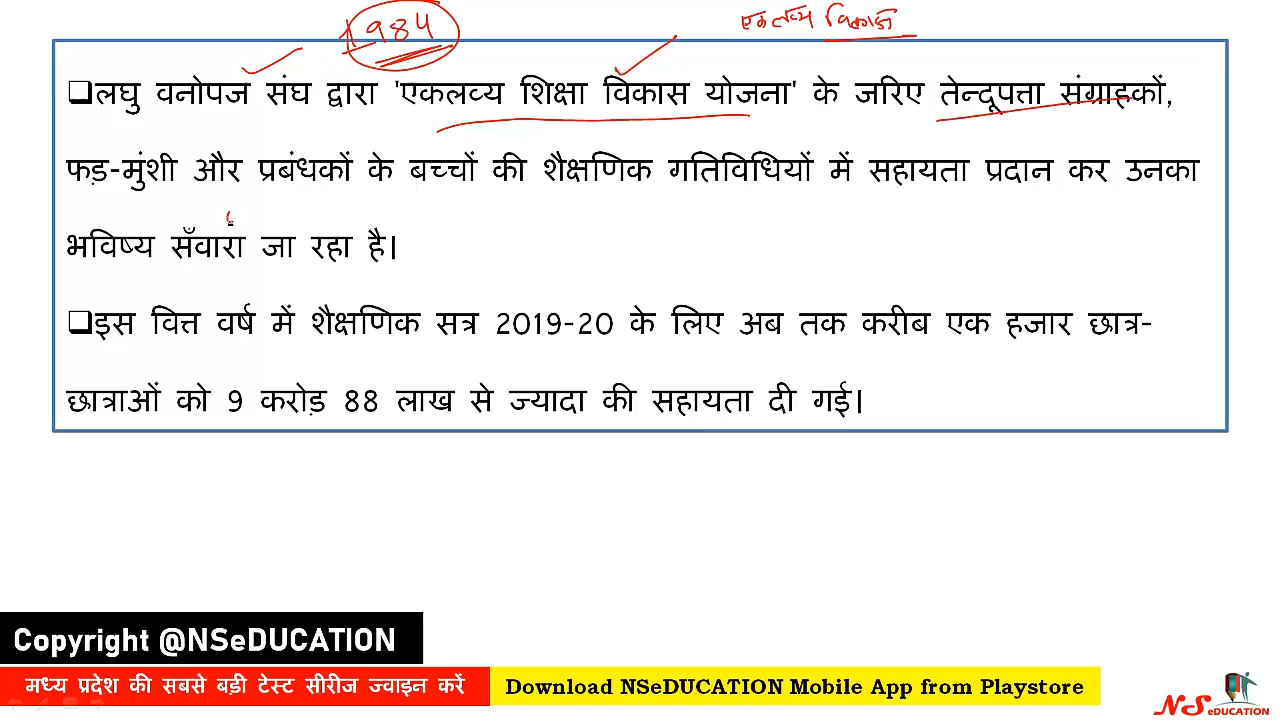 1984
एकलव्य
❑लघु वनोपज संघ द्वारा 'एकलव्य शिक्षा विकास योजना' के जरिए तेन्दूपत्ता संग्राहकों,
फड़-मुंशी और प्रबंधकों के बच्चों की शैक्षणिक गतिविधियों में सहायता प्रदान कर उनका
भविष्य सँवारा जा रहा है।
❑इस वित्त वर्ष में शैक्षणिक सत्र 2019-20 के लिए अब तक करीब एक हजार छात्र-
छात्राओं को 9 करोड़ 88 लाख से ज्यादा की सहायता दी गई।
Copyright @NSeDUCATION
मध्य प्रदेश की सबसे बड़ी टेस्ट सीरीज ज्वाइन करें
Download NSeDUCATION Mobile App from Playstore
NS eDUCATION